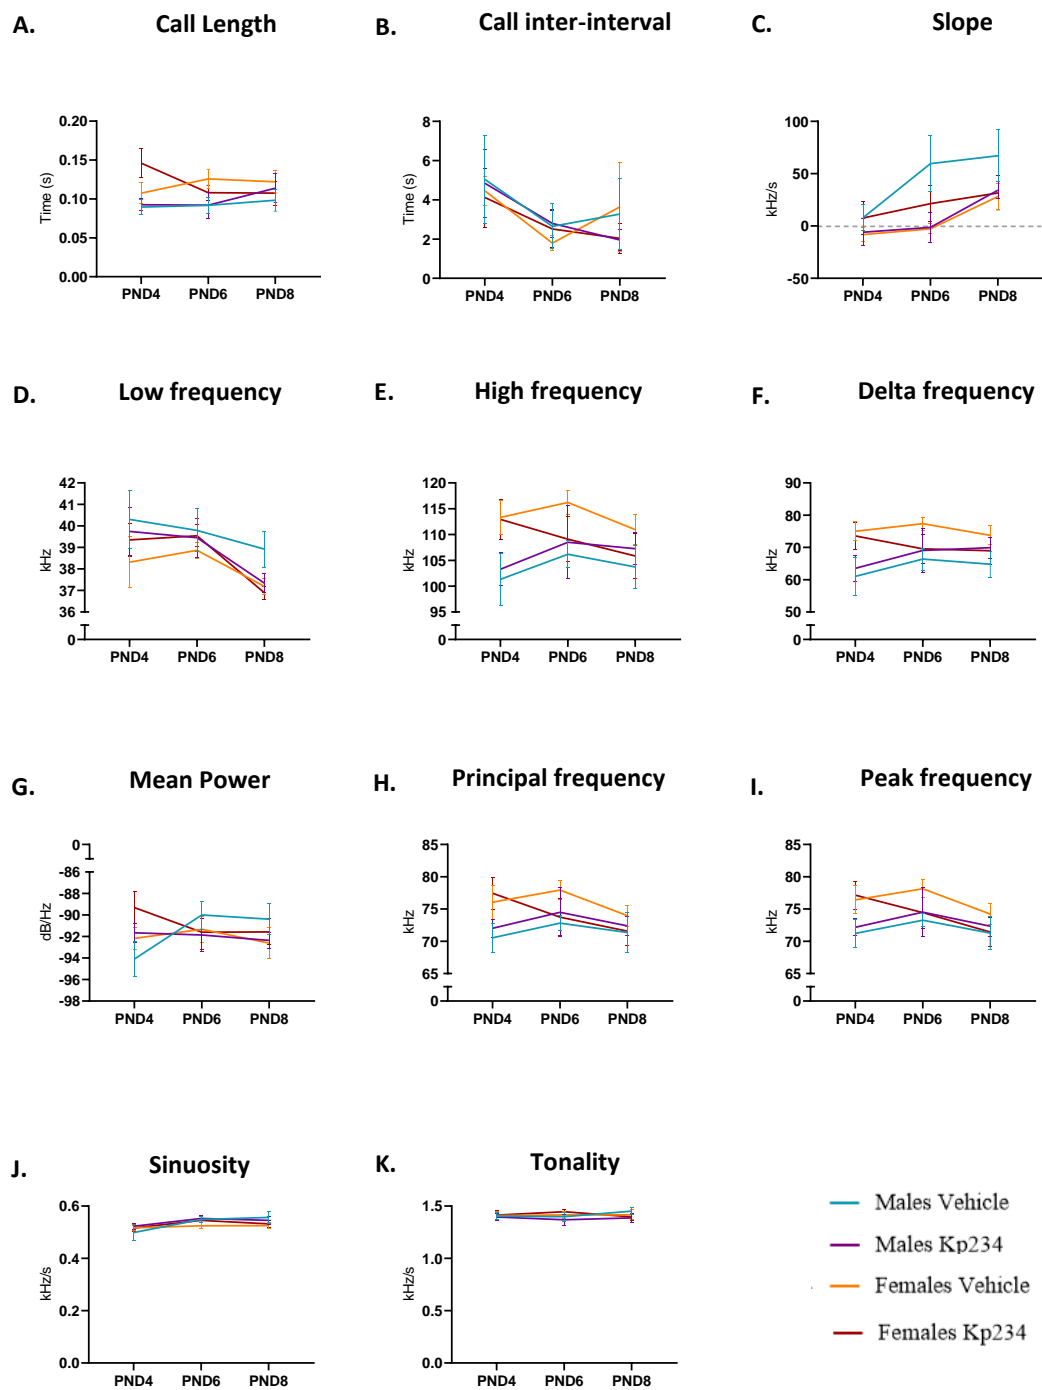 A. Call Length
B. Call inter-interval
C. Slope
0.20
0.15
0.10
0.05
0.00
Time (s)
PND4 PND6 PND8
8
6
4
2
0
Time (s)
PND4 PND6 PND8
100
50
0
-50
kHz/s
PND4 PND6 PND8
D. Low frequency
E. High frequency
F. Delta frequency
42
41
40
39
38
37
36
0
kHz
PND4 PND6 PND8
120
115
110
105
100
95
0
kHz
PND4 PND6 PND8
90
80
70
60
50
0
kHz
PND4 PND6 PND8
G. Mean Power
H. Principal frequency
I. Peak frequency
0
-86
-88
-90
-92
-94
-96
-98
dB/Hz
PND4 PND6 PND8
85
80
75
70
65
0
kHz
PND4 PND6 PND8
85
80
75
70
65
0
kHz
PND4 PND6 PND8
J. Sinuosity
K. Tonality
0.6
0.4
0.2
0.0
kHz/s
PND4 PND6 PND8
1.5
1.0
0.5
0.0
kHz/s
PND4 PND6 PND8
Males Vehicle
Males Kp234
Females Vehicle
Females Kp234